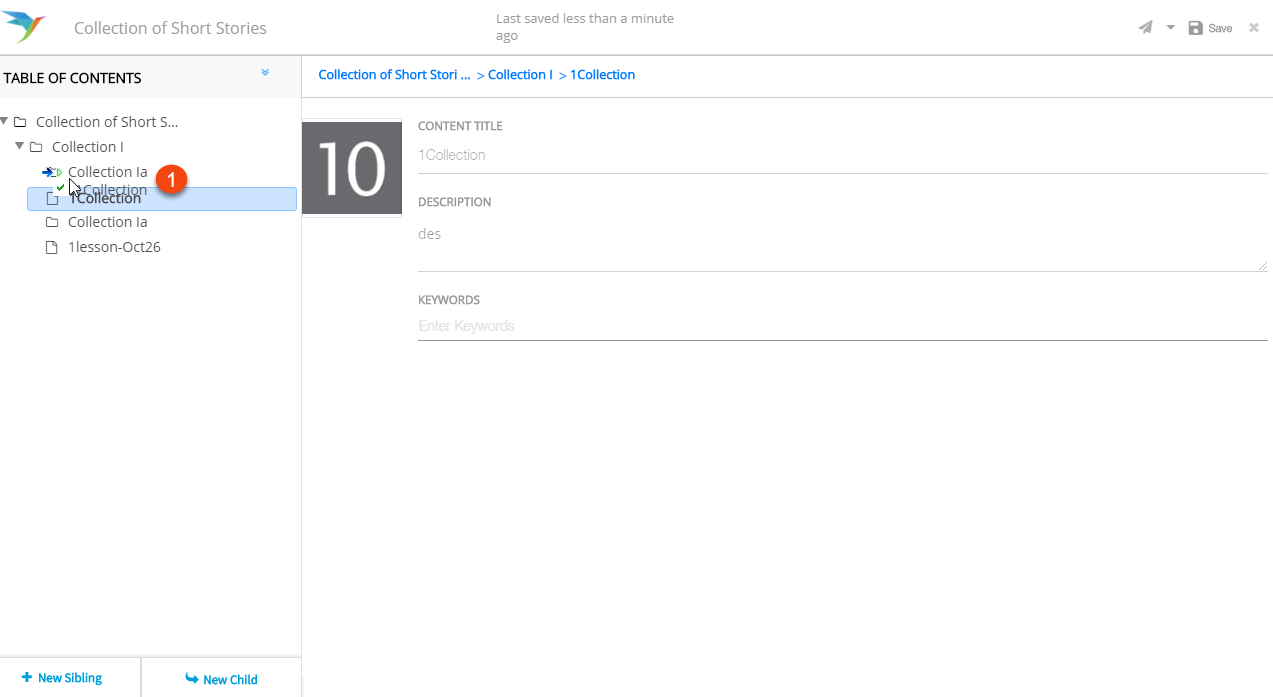 Collection of Short Stories
Last saved less than a minute
ago
Save
TABLE OF CONTENTS
Collection of Short Stori ... > Collection I > 1Collection
Collection of Short S...
Collection I
Collection Ia
1
Collection
1Collection
Collection Ia
1lesson-Oct26
10
CONTENT TITLE
1Collection
DESCRIPTION
des
KEYWORDS
Enter Keywords
New Sibling
New Child